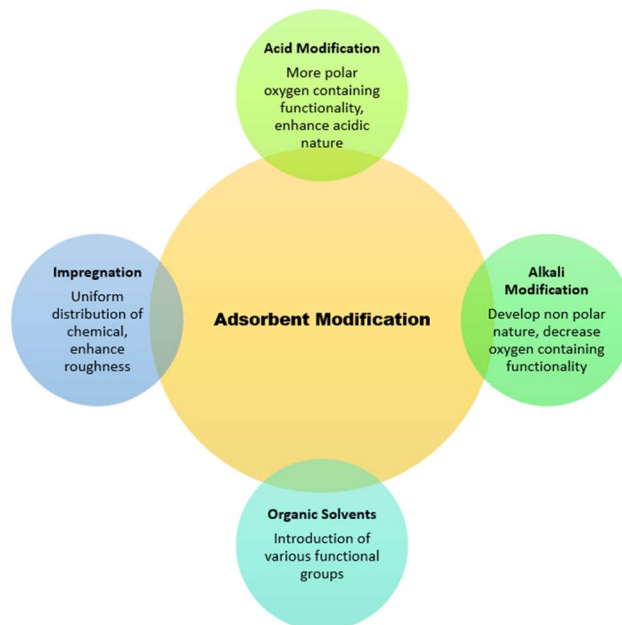 Acid Modification
More polar
oxygen containing
functionality,
enhance acidic
nature
Impregnation
Uniform
distribution of
chemical,
enhance
roughness
Adsorbent Modification
Alkali
Modification
Develop non polar
nature, decrease
oxygen containing
functionality
Organic Solvents
Introduction of
various functional
groups